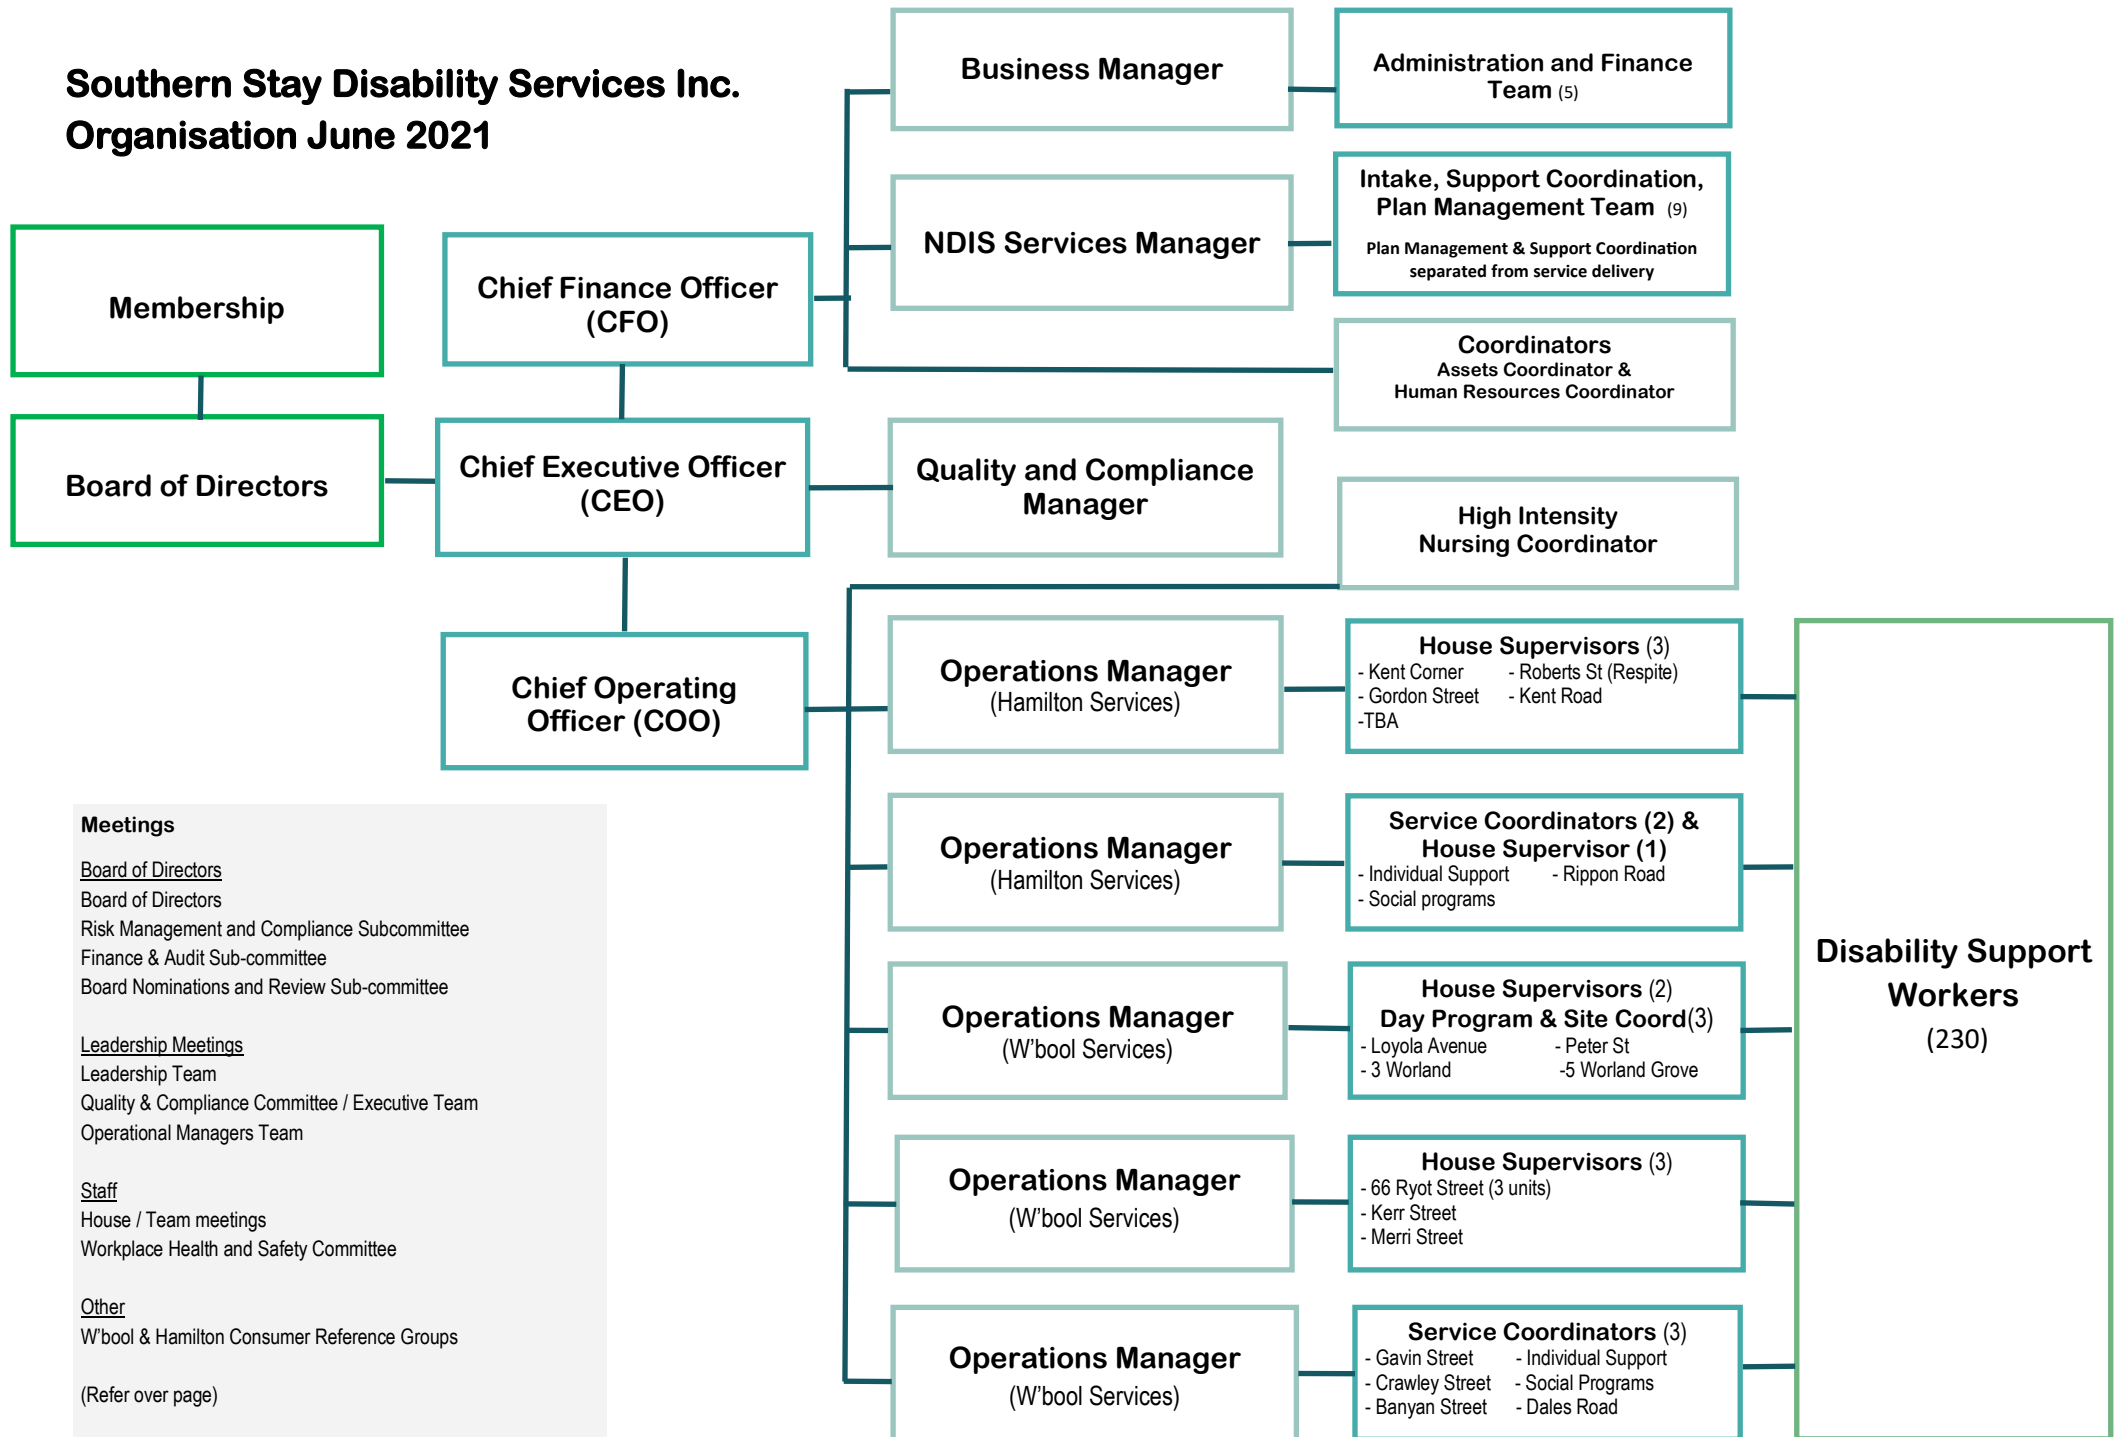 Southern Stay Disability Services Inc.
Organisation June 2021
Membership
Board of Directors
Chief Finance Officer
(CFO)
Chief Executive Officer
(CEO)
Chief Operating
Officer (COO)
Business Manager
Administration and Finance
Team (5)
NDIS Services Manager
Intake, Support Coordination,
Plan Management Team (9)
Plan Management & Support Coordination
separated from service delivery
Coordinators
Assets Coordinator &
Human Resources Coordinator
Quality and Compliance
Manager
High Intensity
Nursing Coordinator
Operations Manager
(Hamilton Services)
House Supervisors (3)
- Kent Corner - Roberts St (Respite)
- Gordon Street - Kent Road
-TBA
Operations Manager
(Hamilton Services)
Service Coordinators (2) &
House Supervisor (1)
- Individual Support - Rippon Road
- Social programs
Operations Manager
(W'bool Services)
House Supervisors (2)
Day Program & Site Coord(3)
- Loyola Avenue - Peter St
- 3 Worland -5 Worland Grove
Operations Manager
(W'bool Services)
House Supervisors (3)
- 66 Ryot Street (3 units)
- Kerr Street
- Merri Street
Operations Manager
(W'bool Services)
Service Coordinators (3)
- Gavin Street - Individual Support
- Crawley Street - Social Programs
- Banyan Street - Dales Road
Disability Support
Workers
(230)
Meetings
Board of Directors
Board of Directors
Risk Management and Compliance Subcommittee
Finance & Audit Sub-committee
Board Nominations and Review Sub-committee
Leadership Meetings
Leadership Team
Quality & Compliance Committee / Executive Team
Operational Managers Team
Staff
House / Team meetings
Workplace Health and Safety Committee
Other
W'bool & Hamilton Consumer Reference Groups
(Refer over page)